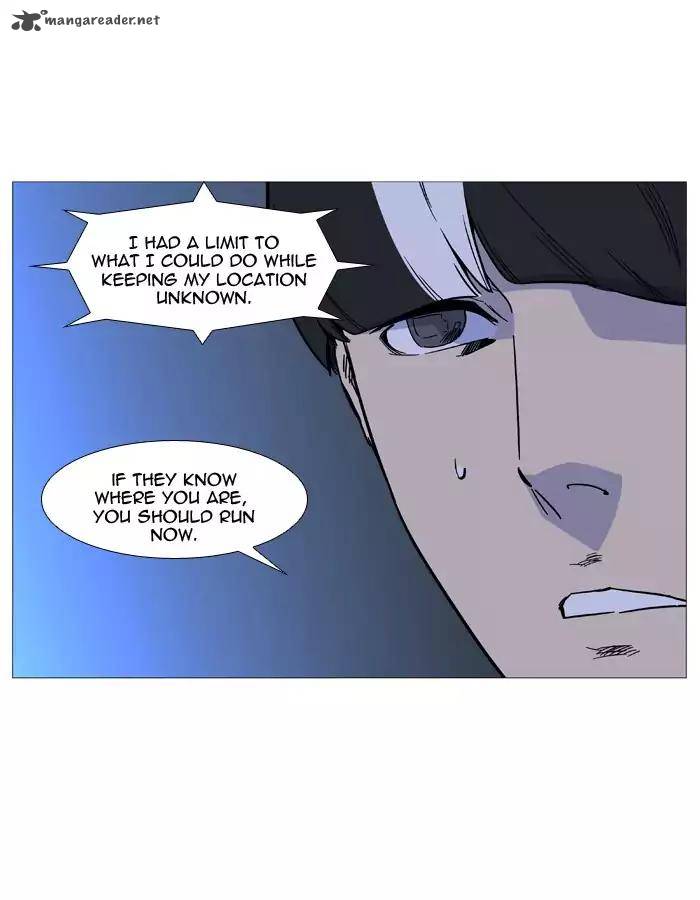 mangareader.net
I HAD A LIMIT TO
WHAT I COULD DO WHILE
KEEPING MY LOCATION
UNKNOWN.
IF THEY KNOW
WHERE YOU ARE,
YOU SHOULD RUN
NOW.